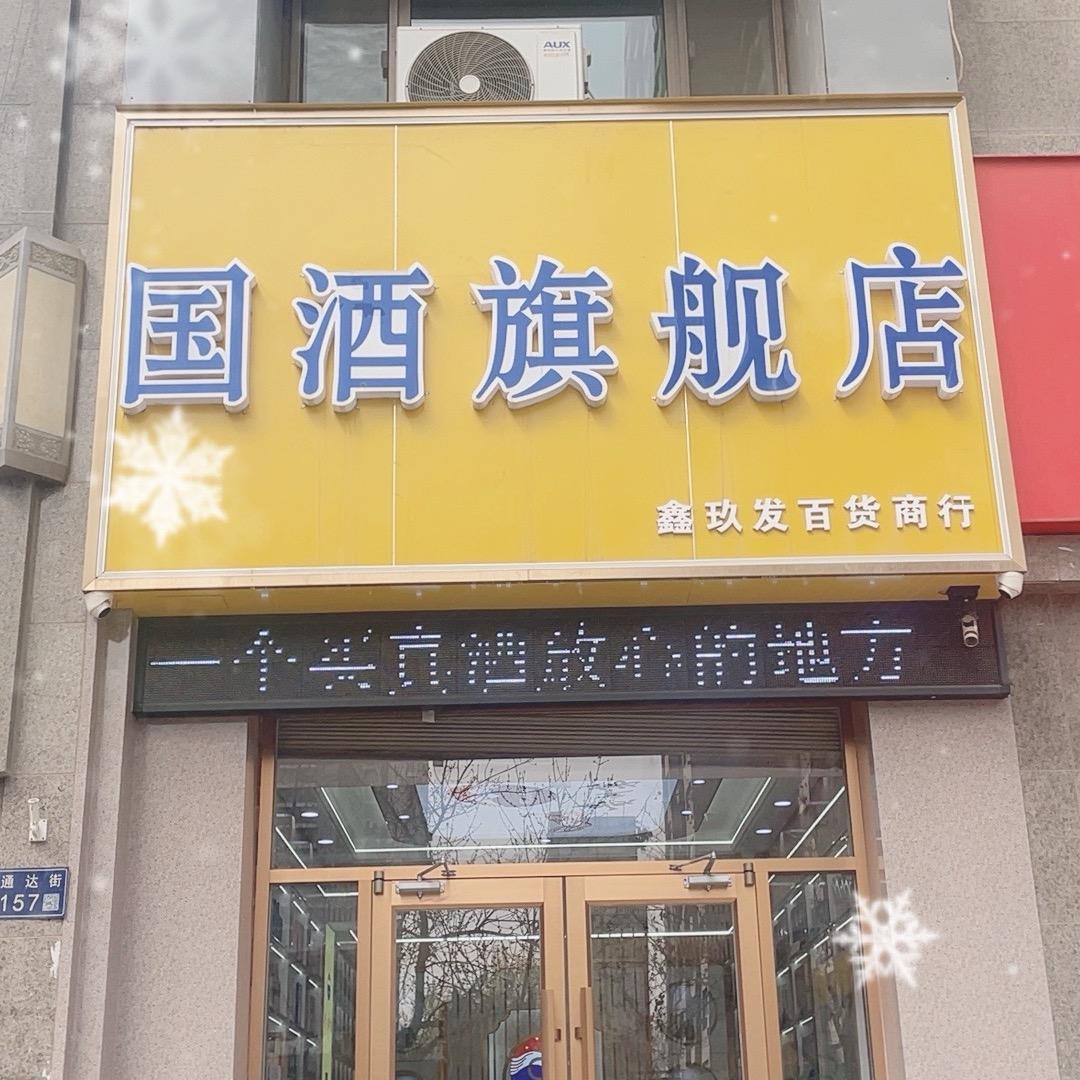 AUX
国酒旗舰店
鑫玖发百货商行
一个买真酒放心的地方
通达街
157